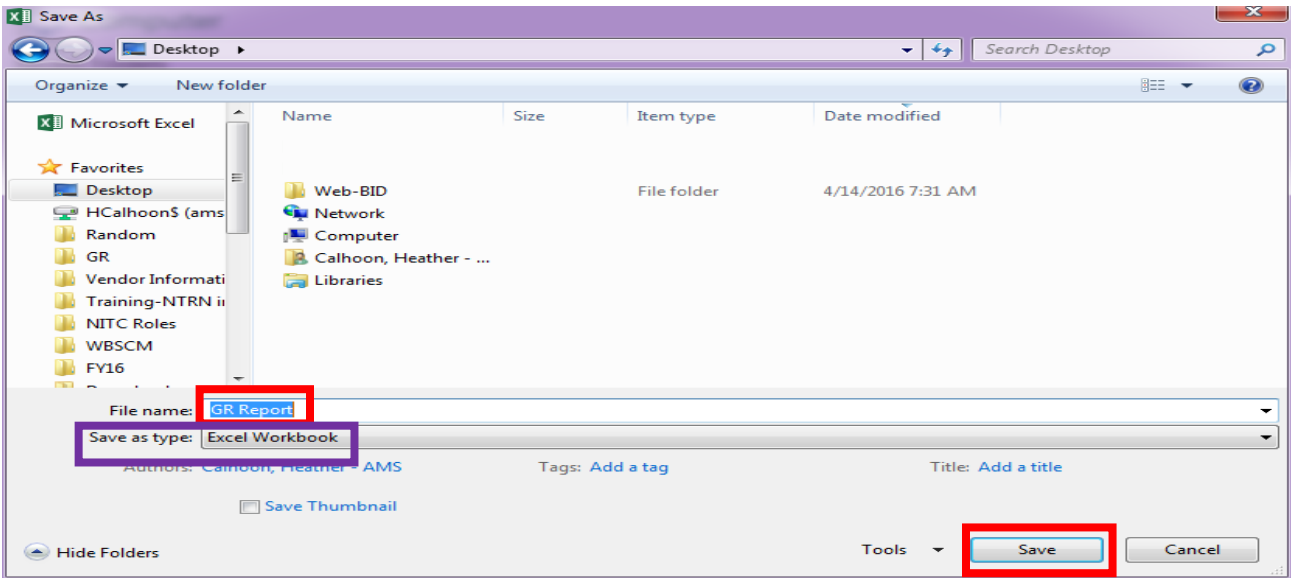 Save As
Desktop
Search Desktop
Organize New folder
Name Size Item type Date modified
Microsoft Excel
Favorites
Desktop
HCalhoon$ (ams
Random
GR
Vendor Informati
Training-NTRN i
NITC Roles
WBSCM
FY16
Web-BID File folder 4/14/2016 7:31 AM
Network
Computer
Calhoon, Heather - ...
Libraries
File name: GR Report
Save as type: Excel Workbook
Authors: Calhoon, Heather - AMS Tags: Add a tag Title: Add a title
Save Thumbnail
Hide Folders Tools Save Cancel